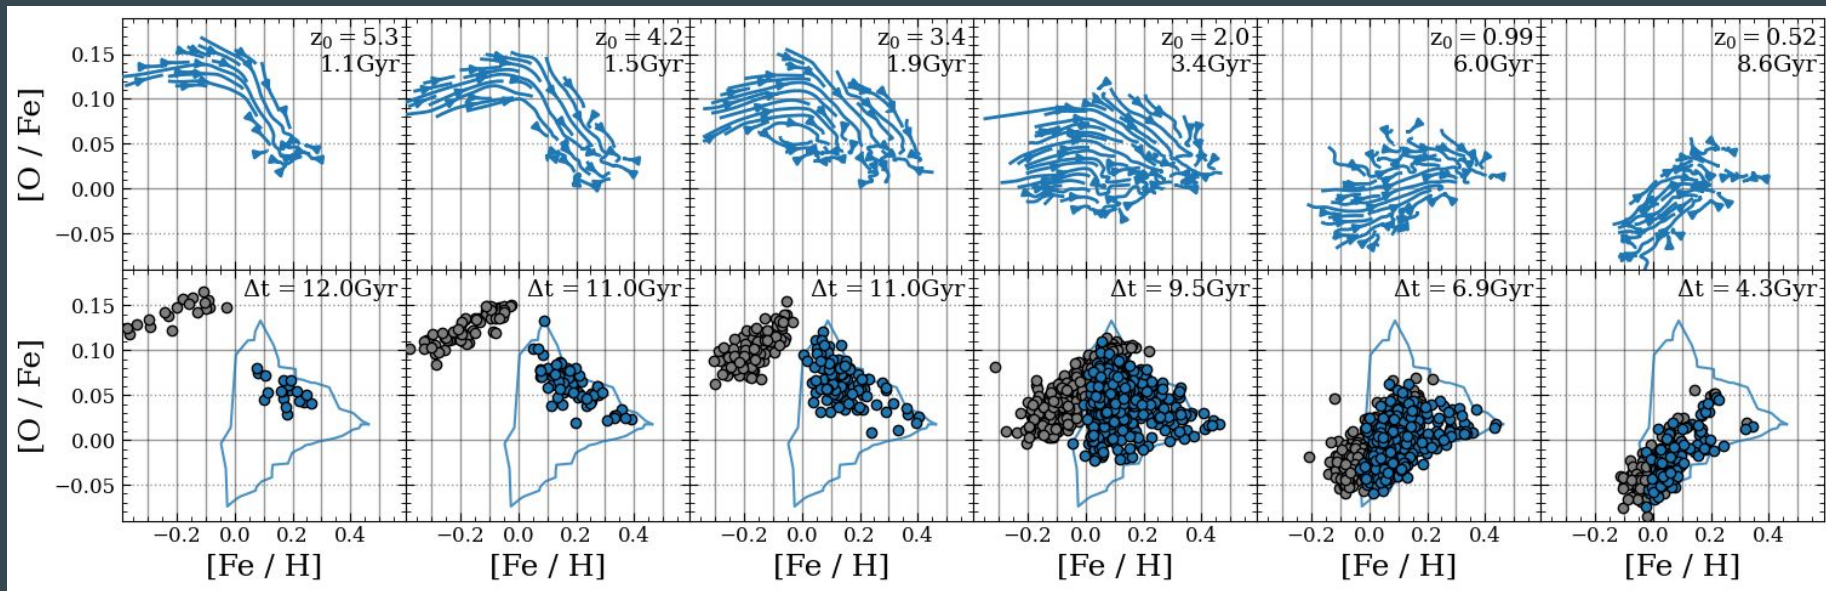 z₀ = 5.3
1.1Gyr
z₀ = 4.2
1.5Gyr
z₀ = 3.4
1.9Gyr
z₀ = 2.0
3.4Gyr
z₀ = 0.99
6.0Gyr
z₀ = 0.52
8.6Gyr
[O / Fe]
0.15
0.10
0.05
0.00
−0.05
Δt = 12.0Gyr
Δt = 11.0Gyr
Δt = 11.0Gyr
Δt = 9.5Gyr
Δt = 6.9Gyr
Δt = 4.3Gyr
[O / Fe]
0.15
0.10
0.05
0.00
−0.05
−0.2 0.0 0.2 0.4 −0.2 0.0 0.2 0.4 −0.2 0.0 0.2 0.4 −0.2 0.0 0.2 0.4 −0.2 0.0 0.2 0.4 −0.2 0.0 0.2 0.4
[Fe / H] [Fe / H] [Fe / H] [Fe / H] [Fe / H] [Fe / H]